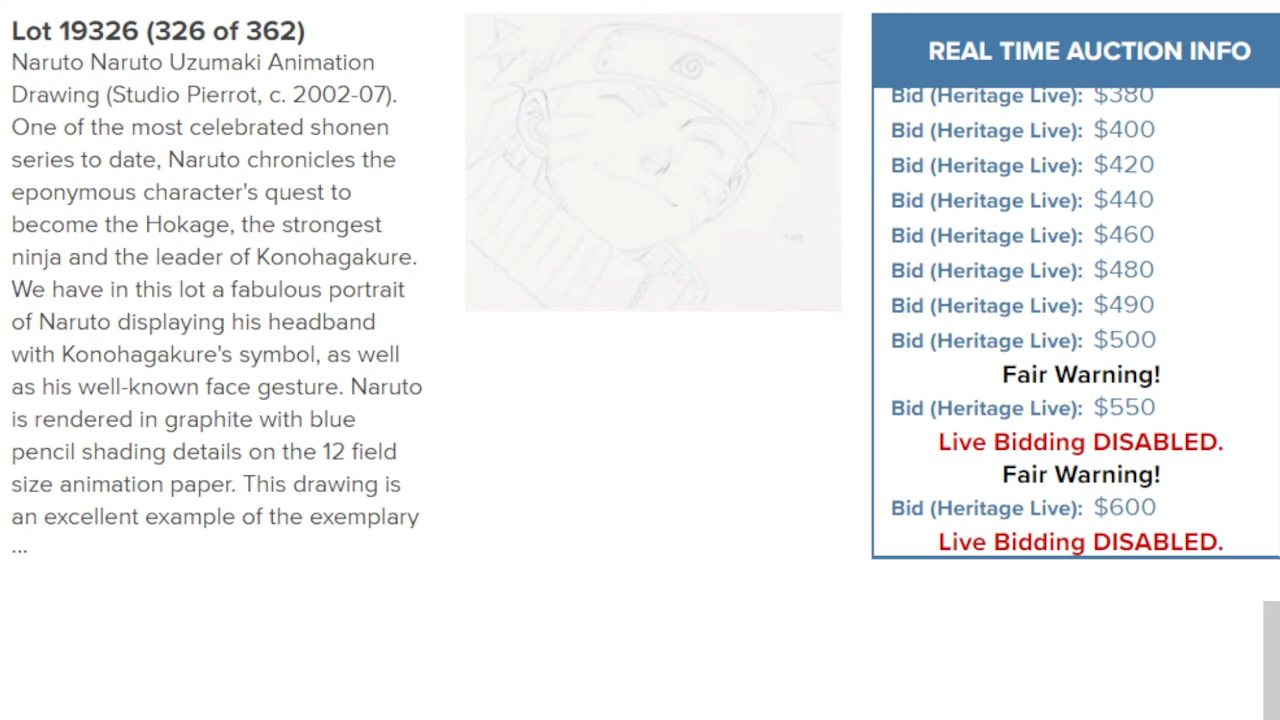 Lot 19326 (326 of 362)
Naruto Naruto Uzumaki Animation
Drawing (Studio Pierrot, c. 2002-07).
One of the most celebrated shonen
series to date, Naruto chronicles the
eponymous character's quest to
become the Hokage, the strongest
ninja and the leader of Konohagakure.
We have in this lot a fabulous portrait
of Naruto displaying his headband
with Konohagakure's symbol, as well
as his well-known face gesture. Naruto
is rendered in graphite with blue
pencil shading details on the 12 field
size animation paper. This drawing is
an excellent example of the exemplary
...
REAL TIME AUCTION INFO
Bid (Heritage Live): $380
Bid (Heritage Live): $400
Bid (Heritage Live): $420
Bid (Heritage Live): $440
Bid (Heritage Live): $460
Bid (Heritage Live): $480
Bid (Heritage Live): $490
Bid (Heritage Live): $500
Fair Warning!
Bid (Heritage Live): $550
Live Bidding DISABLED.
Fair Warning!
Bid (Heritage Live): $600
Live Bidding DISABLED.